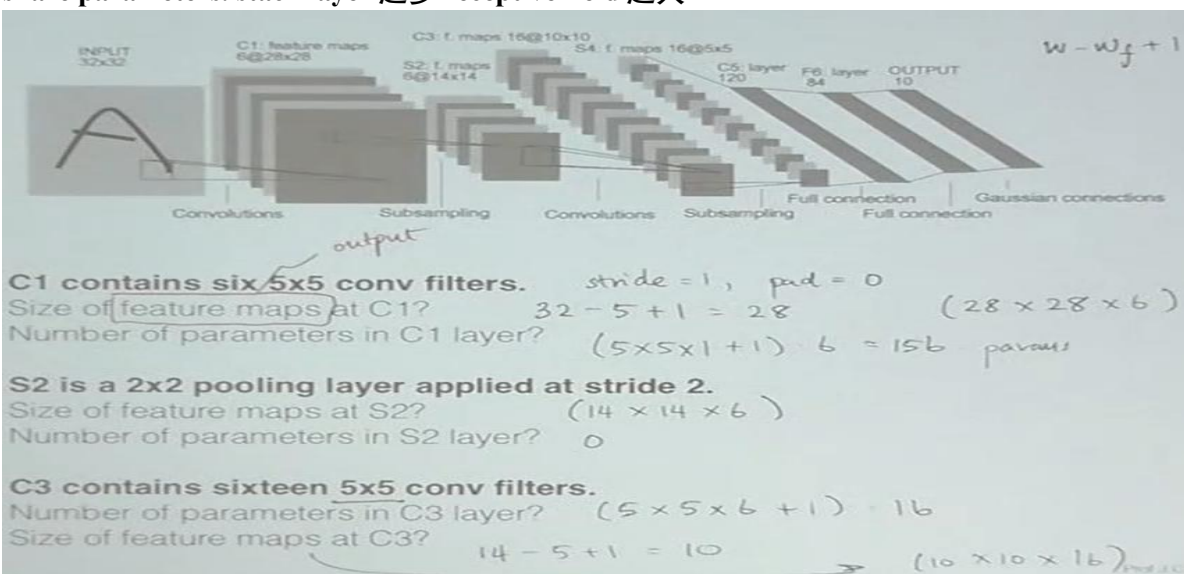 INPUT
32x32
C1: feature maps
6@28x28
C3: f. maps 16@10x10
S2: f. maps
6@14x14
S4: f. maps 16@5x5
C5: layer
120
F6: layer
84
OUTPUT
10
w - w_f + 1
Convolutions
Subsampling
Convolutions
Subsampling
Full connection
Full connection
Gaussian connections
output
C1 contains six 5x5 conv filters. stride = 1, pad = 0
Size of feature maps at C1? 32 - 5 + 1 = 28 (28 × 28 × 6)
Number of parameters in C1 layer? (5×5×1 + 1) · 6 = 156 params
S2 is a 2x2 pooling layer applied at stride 2.
Size of feature maps at S2? (14 × 14 × 6)
Number of parameters in S2 layer? 0
C3 contains sixteen 5x5 conv filters.
Number of parameters in C3 layer? (5 × 5 × 6 + 1) · 16
Size of feature maps at C3? 14 - 5 + 1 = 10 (10 × 10 × 16)